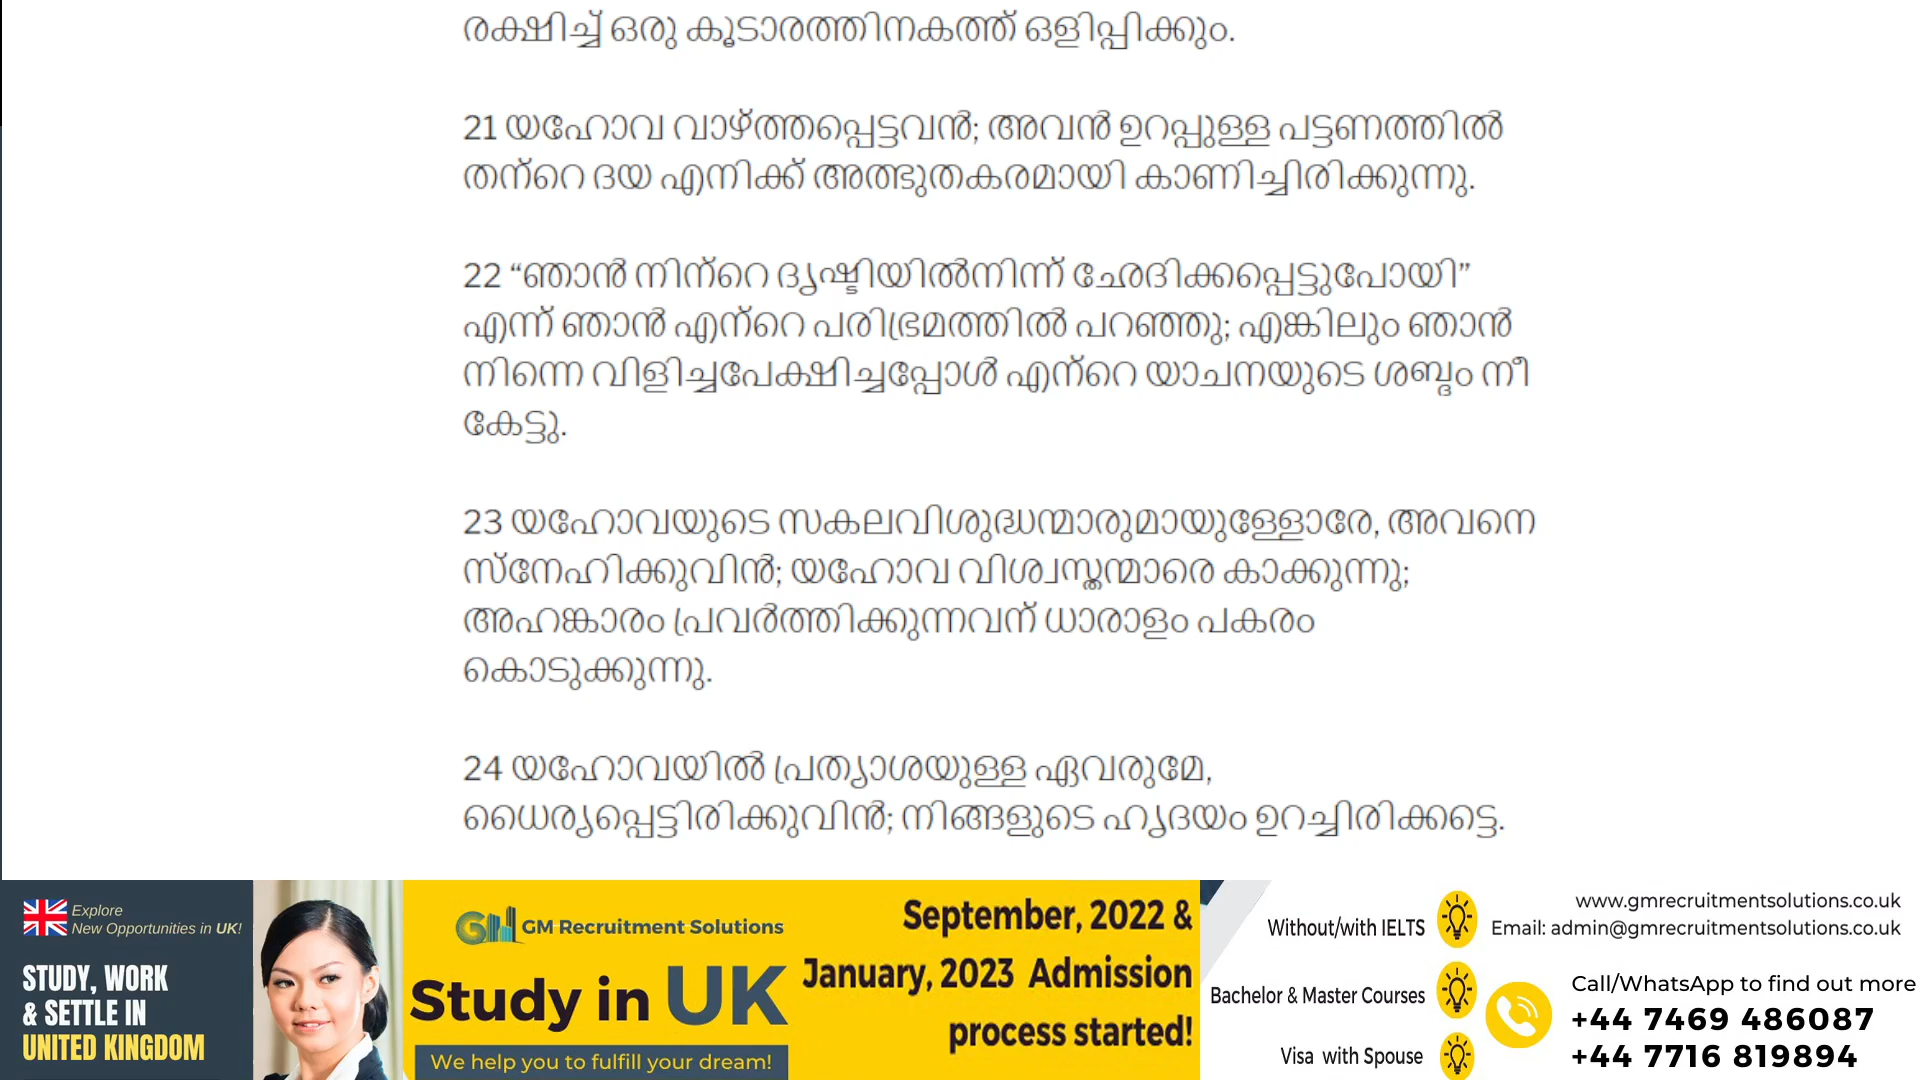 രക്ഷിച്ച് ഒരു കൂടാരത്തിനകത്ത് ഒളിപ്പിക്കും.
21 യഹോവ വാഴ്ത്തപ്പെട്ടവൻ; അവൻ ഉറപ്പുള്ള പട്ടണത്തിൽ
തന്റെ ദയ എനിക്ക് അത്ഭുതകരമായി കാണിച്ചിരിക്കുന്നു.
22 “ഞാൻ നിന്റെ ദൃഷ്ടിയിൽനിന്ന് ഛേദിക്കപ്പെട്ടുപോയി”
എന്ന് ഞാൻ എന്റെ പരിഭ്രമത്തിൽ പറഞ്ഞു; എങ്കിലും ഞാൻ
നിന്നെ വിളിച്ചപേക്ഷിച്ചപ്പോൾ എന്റെ യാചനയുടെ ശബ്ദം നീ
കേട്ടു.
23 യഹോവയുടെ സകലവിശുദ്ധന്മാരുമായുള്ളോരേ, അവനെ
സ്നേഹിക്കുവിൻ; യഹോവ വിശ്വസ്തന്മാരെ കാക്കുന്നു;
അഹങ്കാരം പ്രവർത്തിക്കുന്നവന് ധാരാളം പകരം
കൊടുക്കുന്നു.
24 യഹോവയിൽ പ്രത്യാശയുള്ള ഏവരുമേ,
ധൈര്യപ്പെട്ടിരിക്കുവിൻ; നിങ്ങളുടെ ഹൃദയം ഉറച്ചിരിക്കട്ടെ.
Explore
New Opportunities in UK!
STUDY, WORK
& SETTLE IN
UNITED KINGDOM
GM Recruitment Solutions
Study in UK
We help you to fulfill your dream!
September, 2022 &
January, 2023 Admission
process started!
Without/with IELTS
Bachelor & Master Courses
Visa with Spouse
www.gmrecruitmentsolutions.co.uk
Email: admin@gmrecruitmentsolutions.co.uk
Call/WhatsApp to find out more
+44 7469 486087
+44 7716 819894